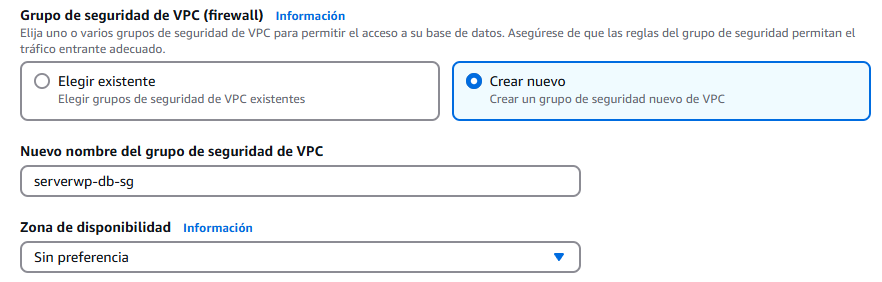 Grupo de seguridad de VPC (firewall) Información
Elija uno o varios grupos de seguridad de VPC para permitir el acceso a su base de datos. Asegúrese de que las reglas del grupo de seguridad permitan el
tráfico entrante adecuado.
Elegir existente
Elegir grupos de seguridad de VPC existentes
Crear nuevo
Crear un grupo de seguridad nuevo de VPC
Nuevo nombre del grupo de seguridad de VPC
serverwp-db-sg
Zona de disponibilidad Información
Sin preferencia